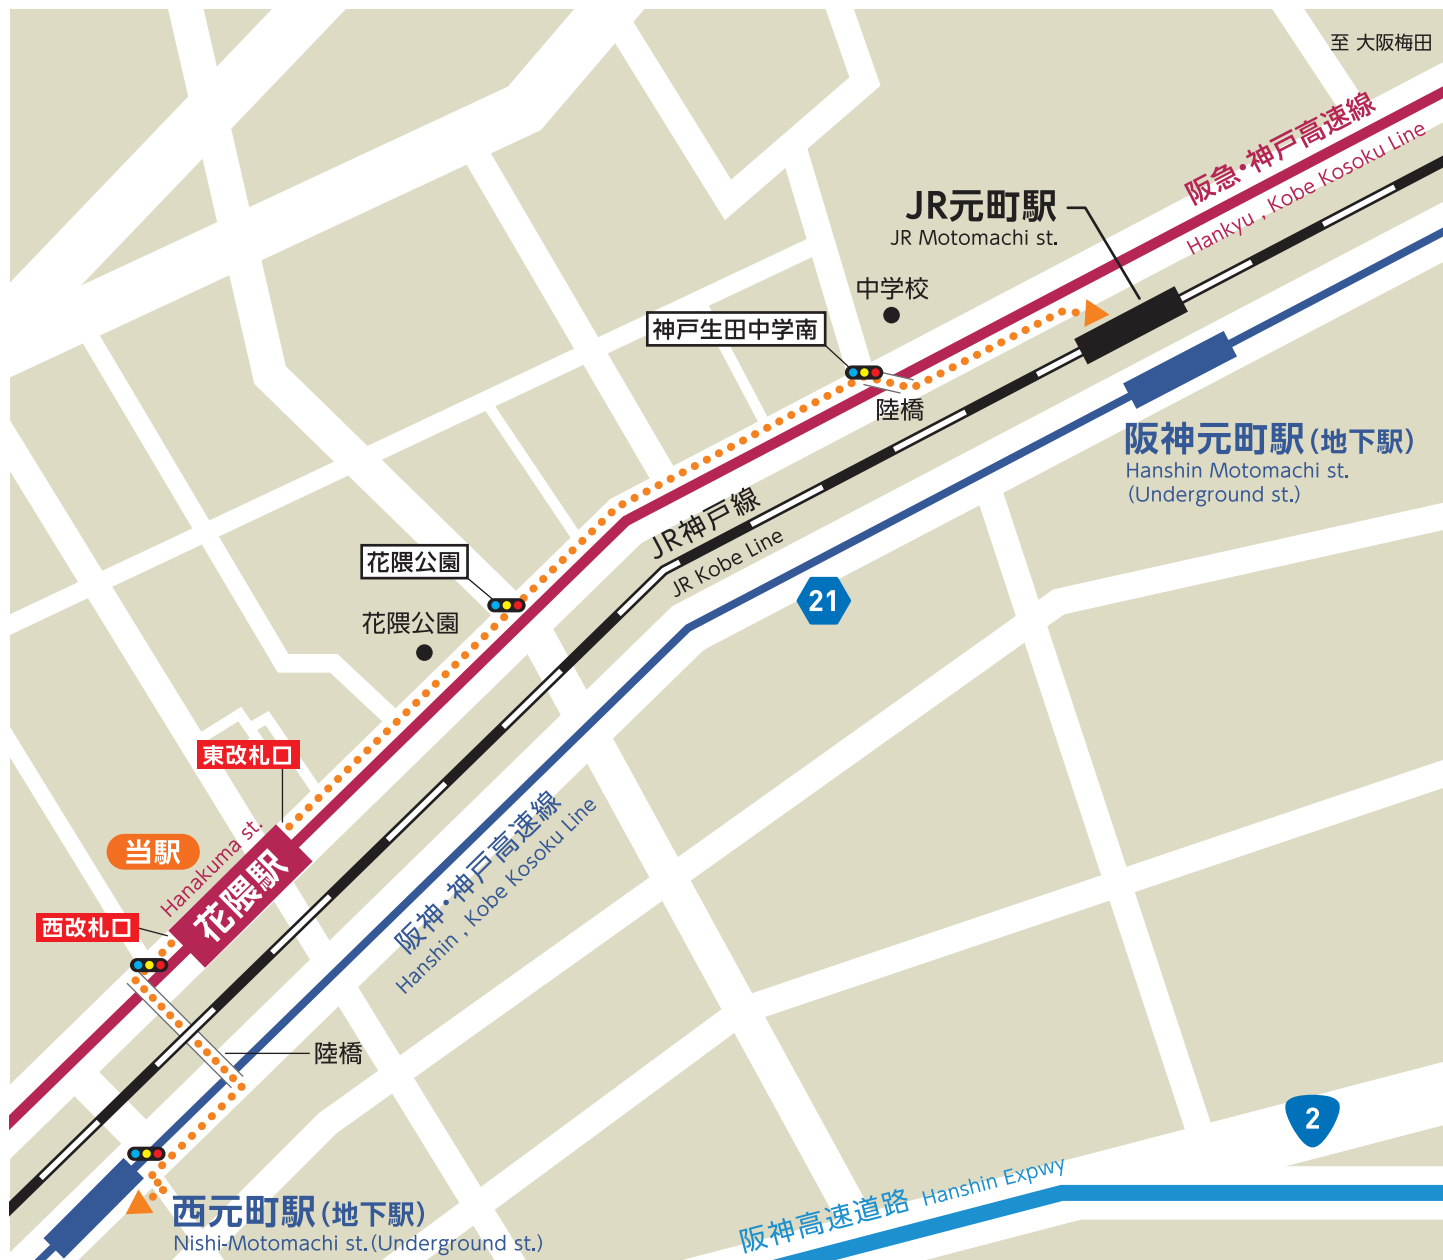 至 大阪梅田
阪急・神戸高速線
Hankyu , Kobe Kosoku Line
JR元町駅
JR Motomachi st.
中学校
神戸生田中学南
陸橋
阪神元町駅(地下駅)
Hanshin Motomachi st.
(Underground st.)
JR神戸線
JR Kobe Line
花隈公園
21
花隈公園
東改札口
当駅
Hanakuma st.
花隈駅
西改札口
阪神・神戸高速線
Hanshin , Kobe Kosoku Line
陸橋
2
西元町駅(地下駅)
Nishi-Motomachi st.(Underground st.)
阪神高速道路 Hanshin Expwy